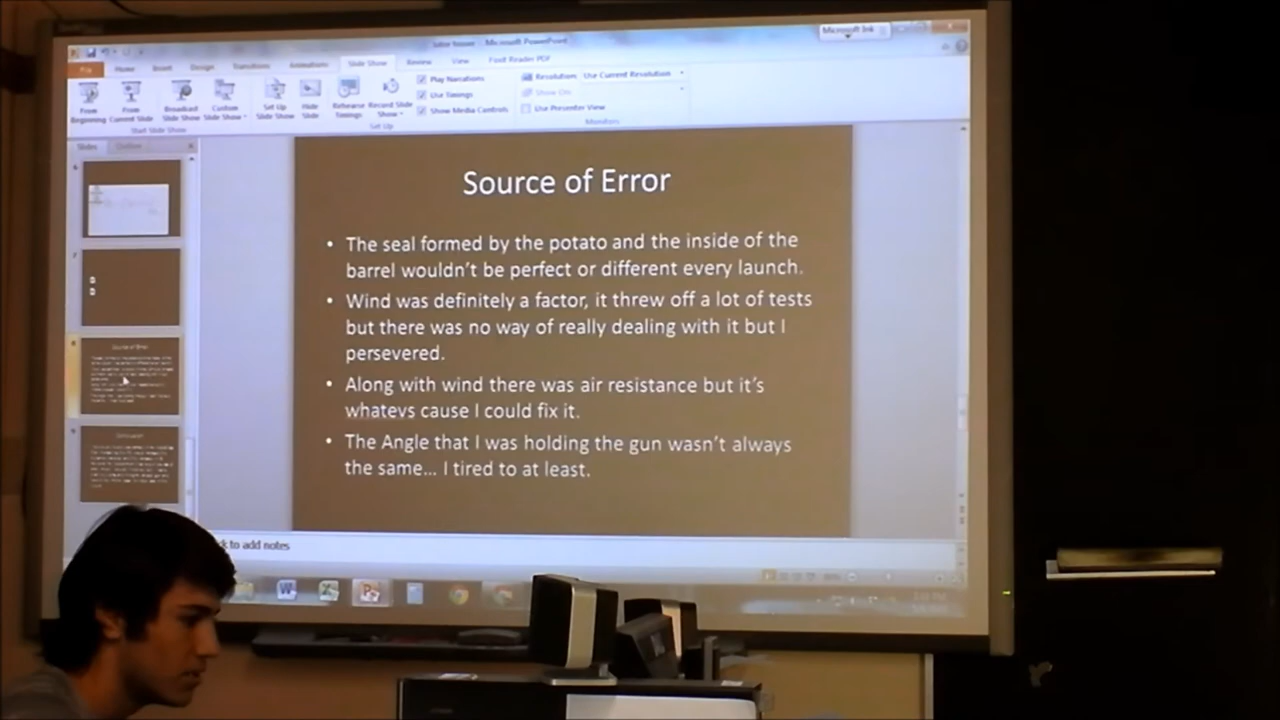 Microsoft Ink
Microsoft PowerPoint
Home Insert Design Transitions Animations Slide Show Review View Foxit Reader PDF
From Beginning
From Current Slide
Broadcast Slide Show
Custom Slide Show
Set Up Slide Show
Hide Slide
Rehearse Timings
Record Slide Show
Play Narrations
Use Timings
Show Media Controls
Resolution: Use Current Resolution
Show On:
Use Presenter View
Start Slide Show
Set Up
Monitors
Slides Outline
Source of Error
• The seal formed by the potato and the inside of the
barrel wouldn't be perfect or different every launch.
• Wind was definitely a factor, it threw off a lot of tests
but there was no way of really dealing with it but I
persevered.
• Along with wind there was air resistance but it's
whatevs cause I could fix it.
• The Angle that I was holding the gun wasn't always
the same… I tired to at least.
Source of Error
Conclusion
to add notes